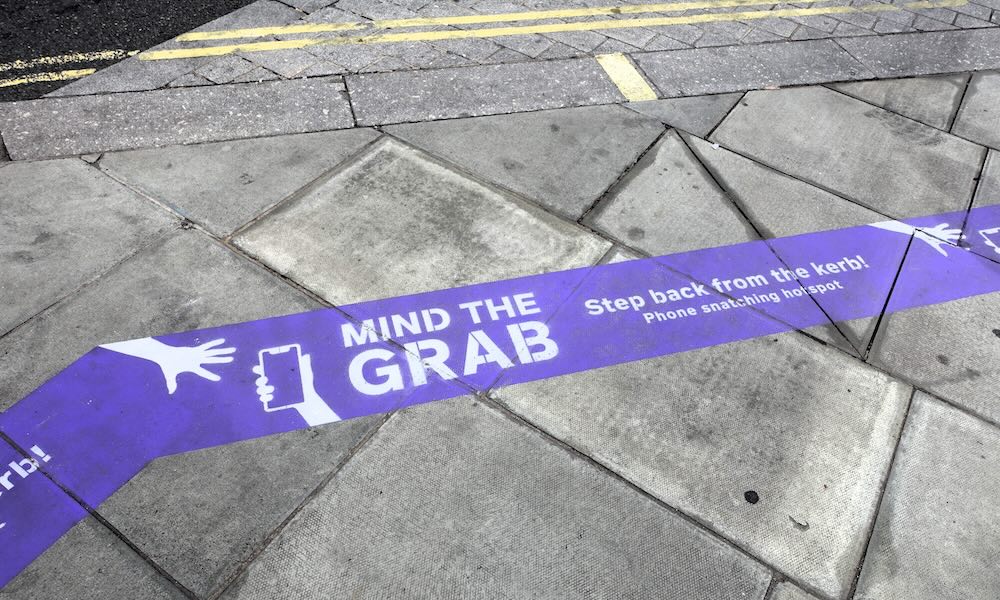 MIND THE
GRAB
Step back from the kerb!
Phone snatching hotspot